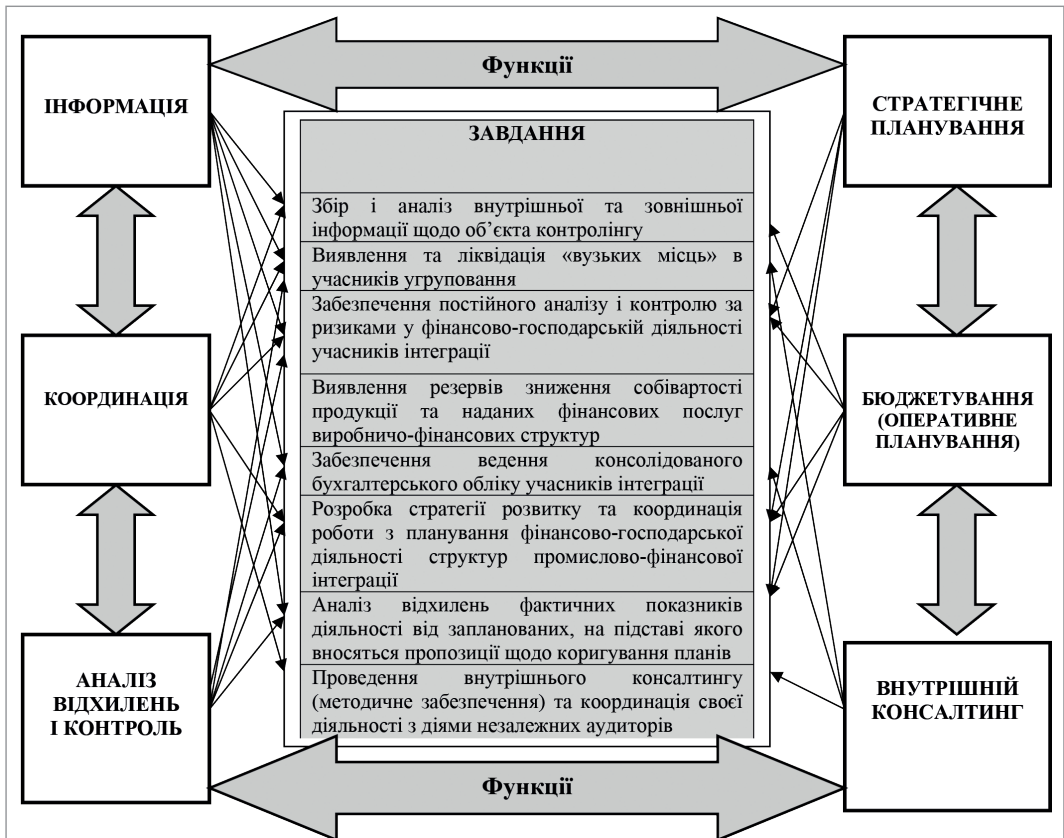 Функції
ІНФОРМАЦІЯ
СТРАТЕГІЧНЕ
ПЛАНУВАННЯ
ЗАВДАННЯ
Збір і аналіз внутрішньої та зовнішньої
інформації щодо об’єкта контролінгу
Виявлення та ліквідація «вузьких місць» в
учасників угруповання
Забезпечення постійного аналізу і контролю за
ризиками у фінансово-господарській діяльності
учасників інтеграції
Виявлення резервів зниження собівартості
продукції та наданих фінансових послуг
виробничо-фінансових структур
Забезпечення ведення консолідованого
бухгалтерського обліку учасників інтеграції
Розробка стратегії розвитку та координація
роботи з планування фінансово-господарської
діяльності структур промислово-фінансової
інтеграції
Аналіз відхилень фактичних показників
діяльності від запланованих, на підставі якого
вносяться пропозиції щодо коригування планів
Проведення внутрішнього консалтингу
(методичне забезпечення) та координація своєї
діяльності з діями незалежних аудиторів
КООРДИНАЦІЯ
БЮДЖЕТУВАННЯ
(ОПЕРАТИВНЕ
ПЛАНУВАННЯ)
АНАЛІЗ
ВІДХИЛЕНЬ
І КОНТРОЛЬ
ВНУТРІШНІЙ
КОНСАЛТИНГ
Функції